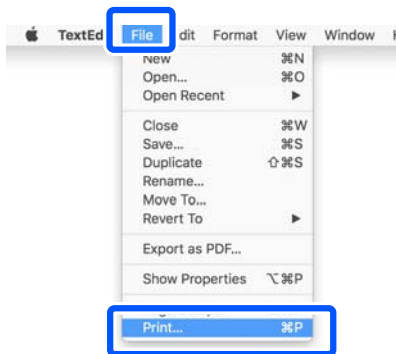 TextEd File dit Format View Window
New ⌘N
Open... ⌘O
Open Recent ▶
Close ⌘W
Save... ⌘S
Duplicate ⇧⌘S
Rename...
Move To...
Revert To ▶
Export as PDF...
Show Properties ⌥⌘P
Print... ⌘P